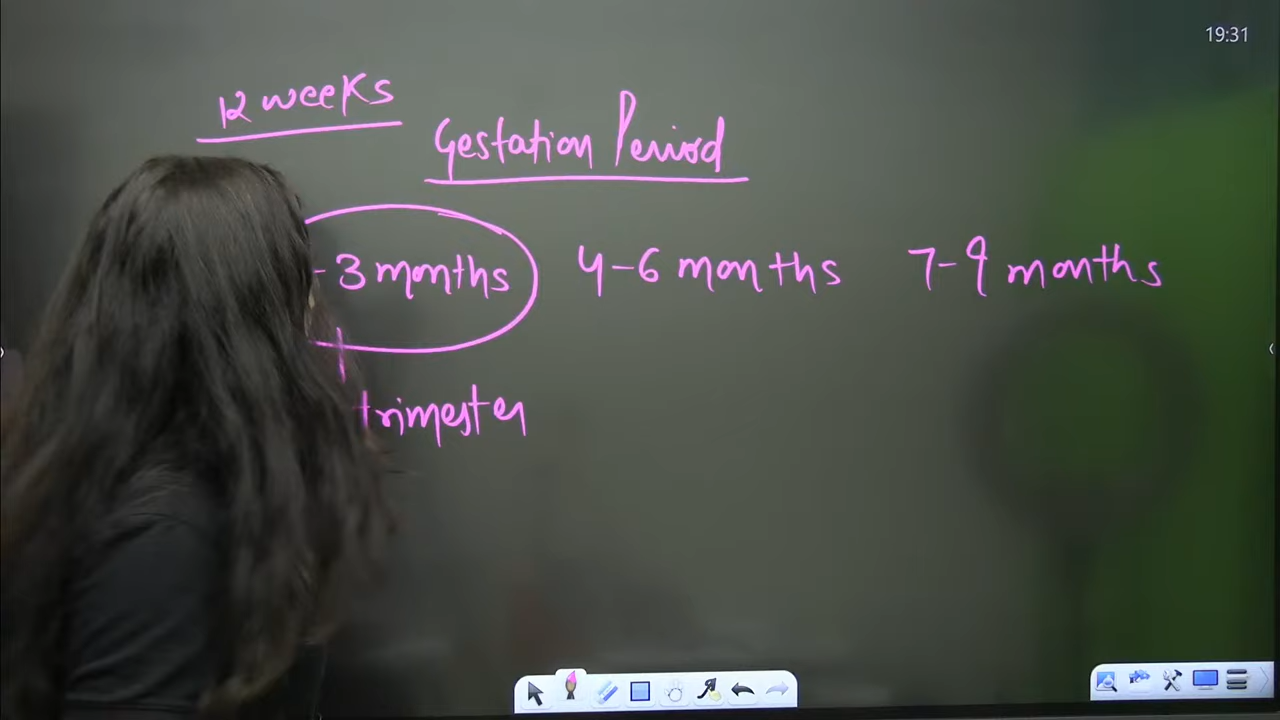 19:31
12 weeks
Gestation Period
- 3 months 4-6 months 7-9 months
trimester